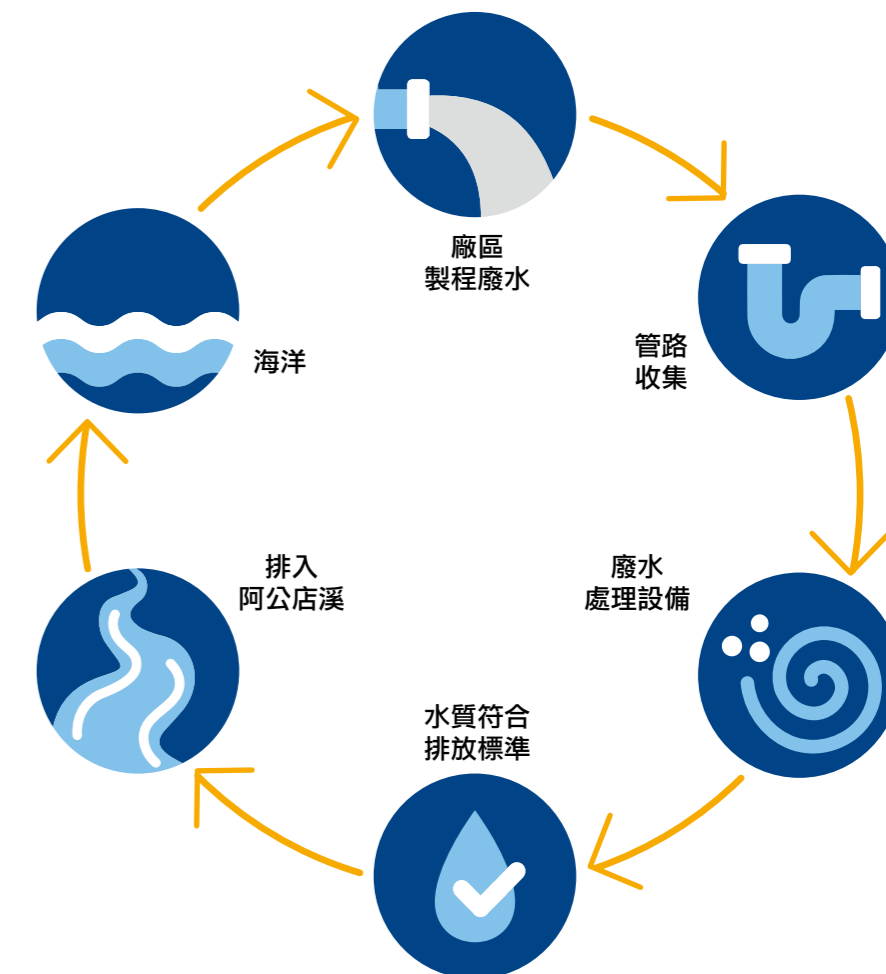 廠區
製程廢水
管路
收集
廢水
處理設備
水質符合
排放標準
排入
阿公店溪
海洋